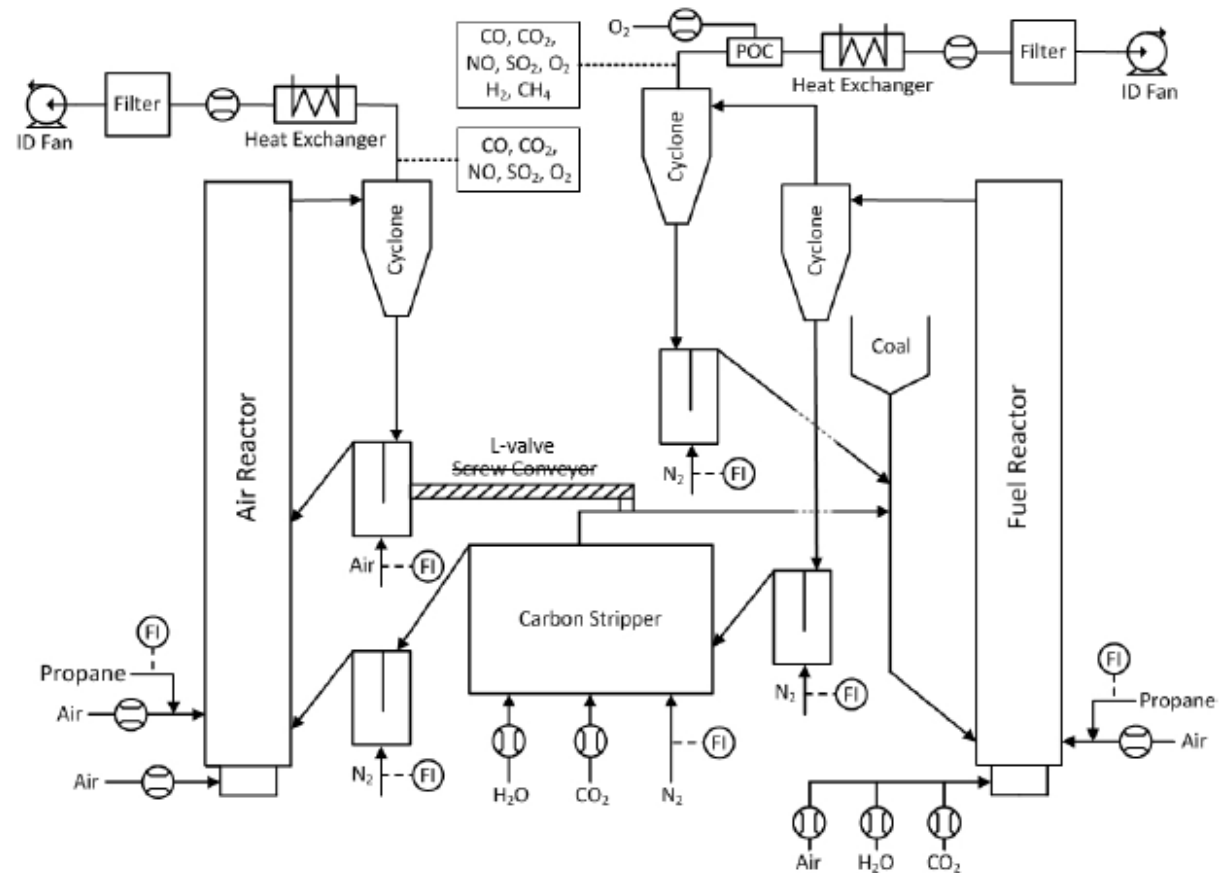 O₂
POC
Heat Exchanger
Filter
ID Fan
CO, CO₂,
NO, SO₂, O₂
H₂, CH₄
ID Fan
Filter
Heat Exchanger
CO, CO₂,
NO, SO₂, O₂
Cyclone
Cyclone
Cyclone
Coal
Air Reactor
Fuel Reactor
L-valve
Screw Conveyor
N₂
FI
Air
FI
Carbon Stripper
N₂
FI
FI
Propane
Air
Air
N₂
FI
FI
H₂O
CO₂
N₂
FI
Propane
Air
Air
H₂O
CO₂